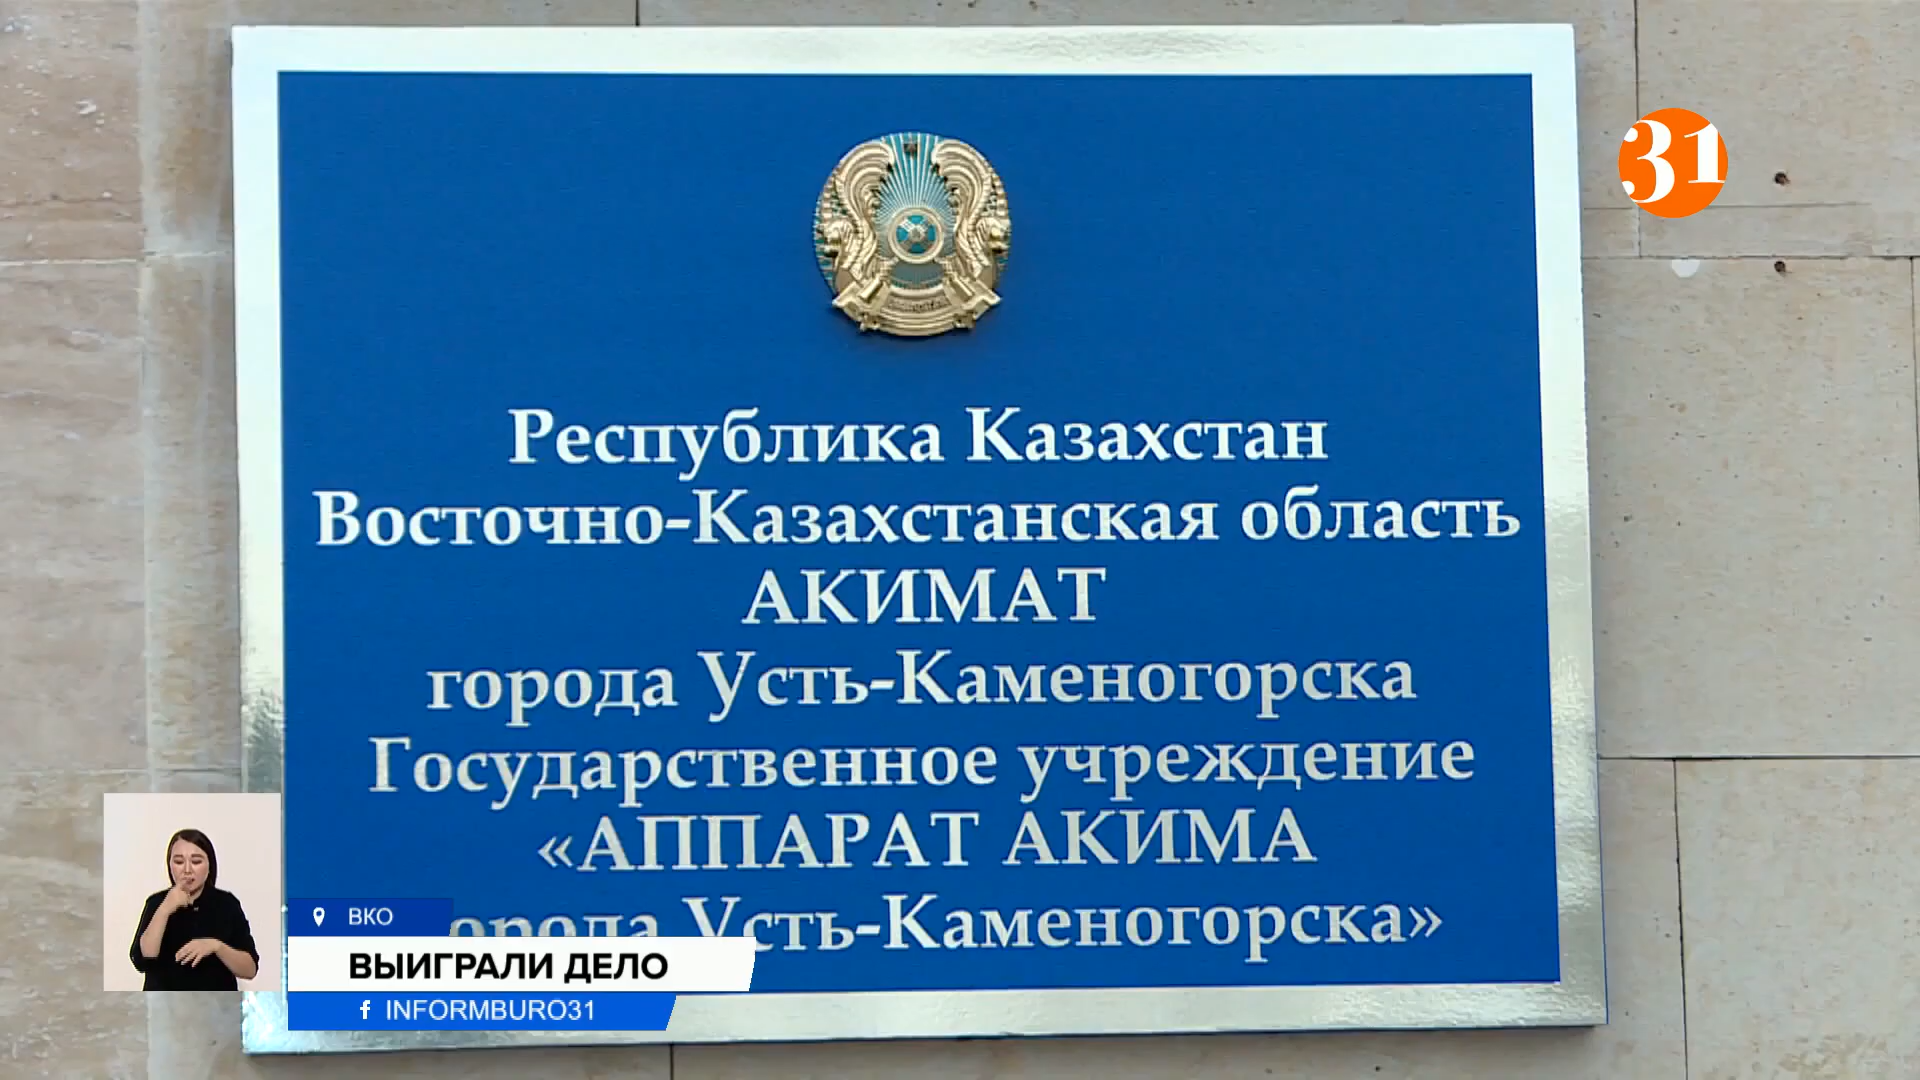 31
Республика Казахстан
Восточно-Казахстанская область
АКИМАТ
города Усть-Каменогорска
Государственное учреждение
«АППАРАТ АКИМА
Усть-Каменогорска»
ВКО
ВЫИГРАЛИ ДЕЛО
INFORMBURO31